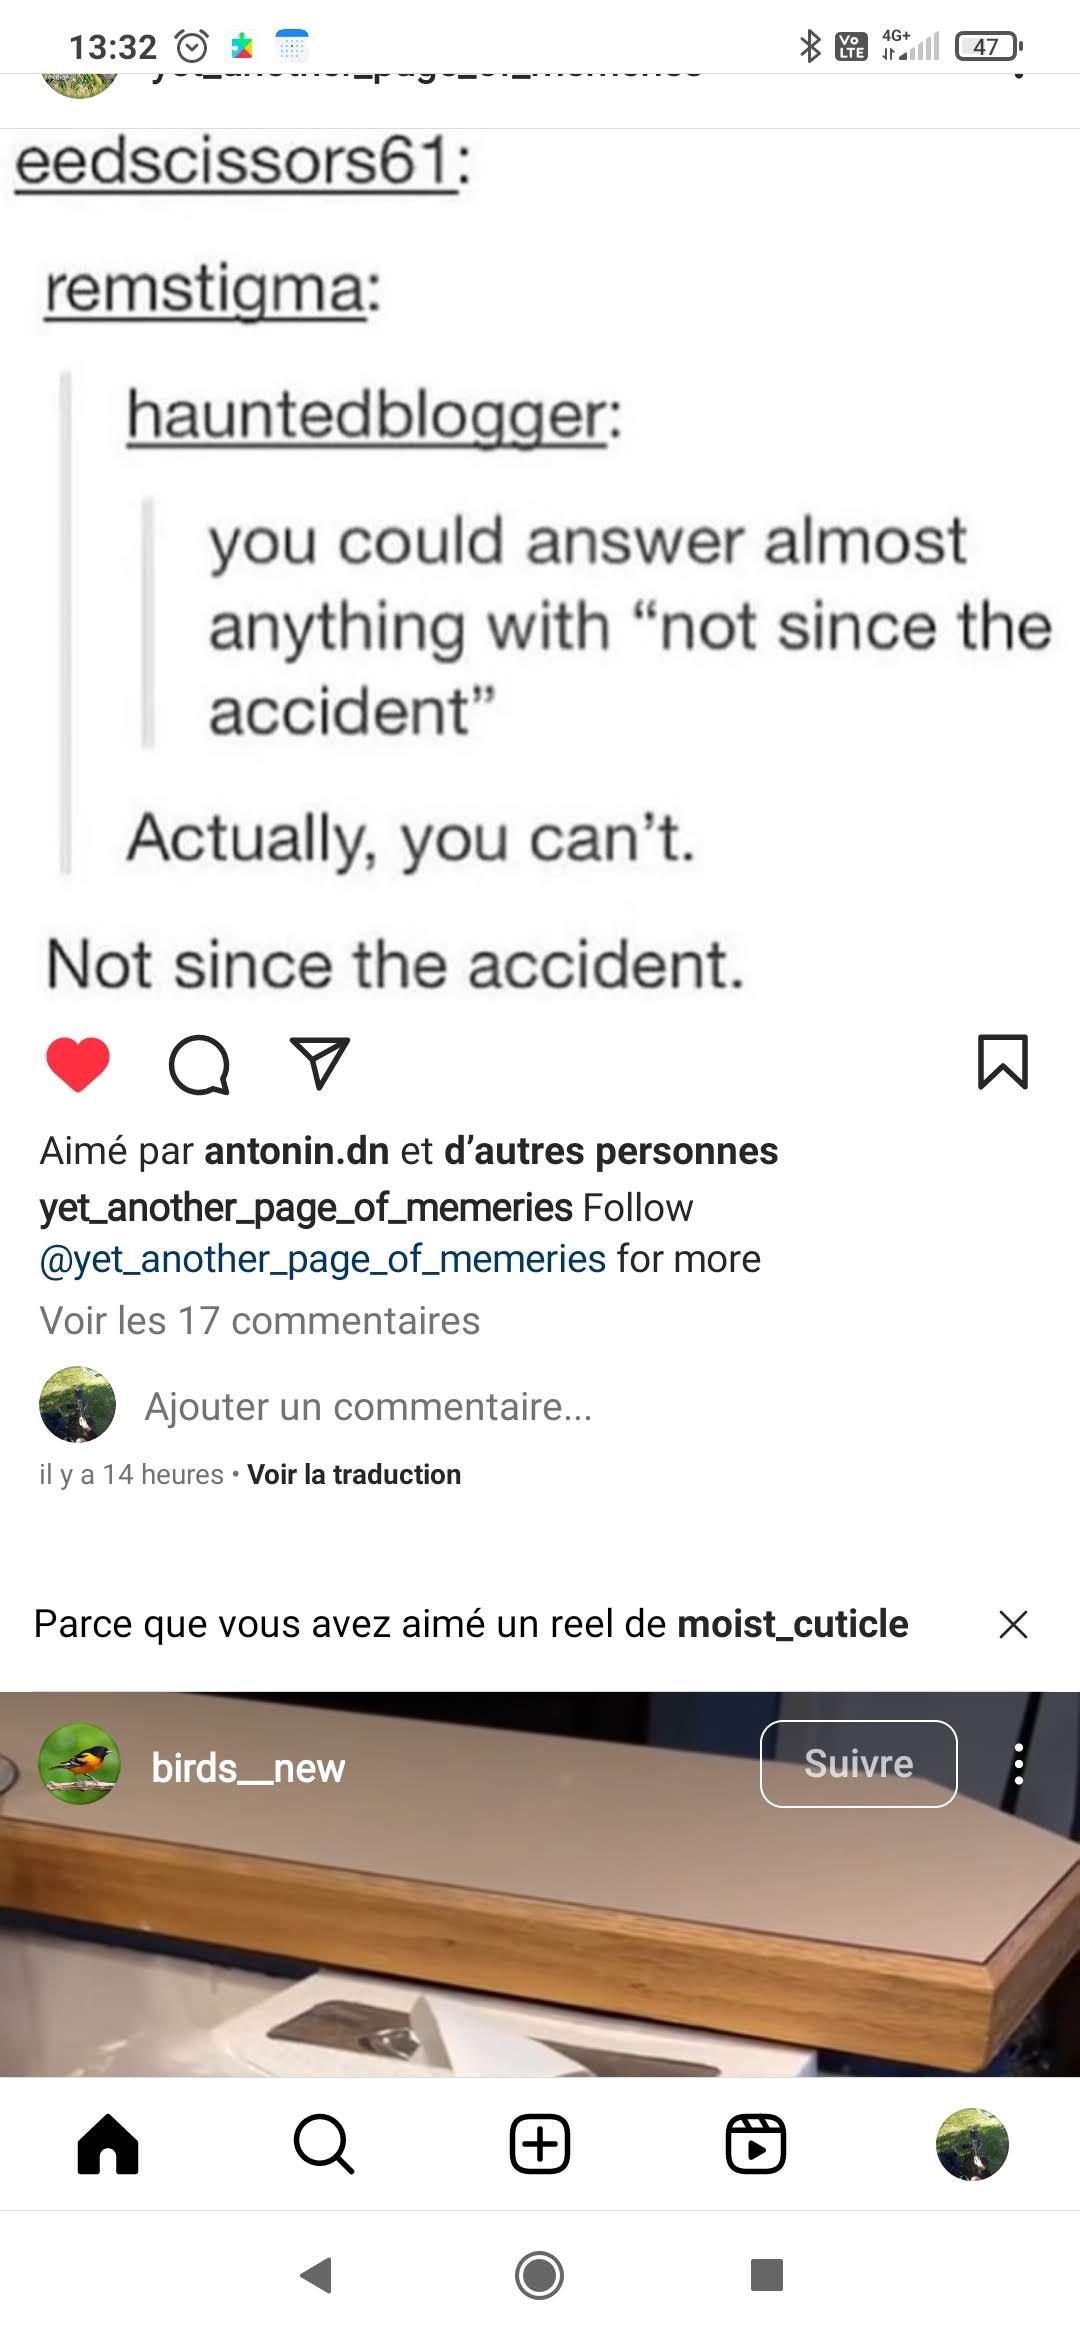 13:32
Vo LTE 4G+ 47
yet_another_page_of_memeries
eedscissors61:
remstigma:
hauntedblogger:
you could answer almost
anything with “not since the
accident”
Actually, you can’t.
Not since the accident.
Aimé par antonin.dn et d’autres personnes
yet_another_page_of_memeries Follow
@yet_another_page_of_memeries for more
Voir les 17 commentaires
Ajouter un commentaire...
il y a 14 heures • Voir la traduction
Parce que vous avez aimé un reel de moist_cuticle
birds__new
Suivre